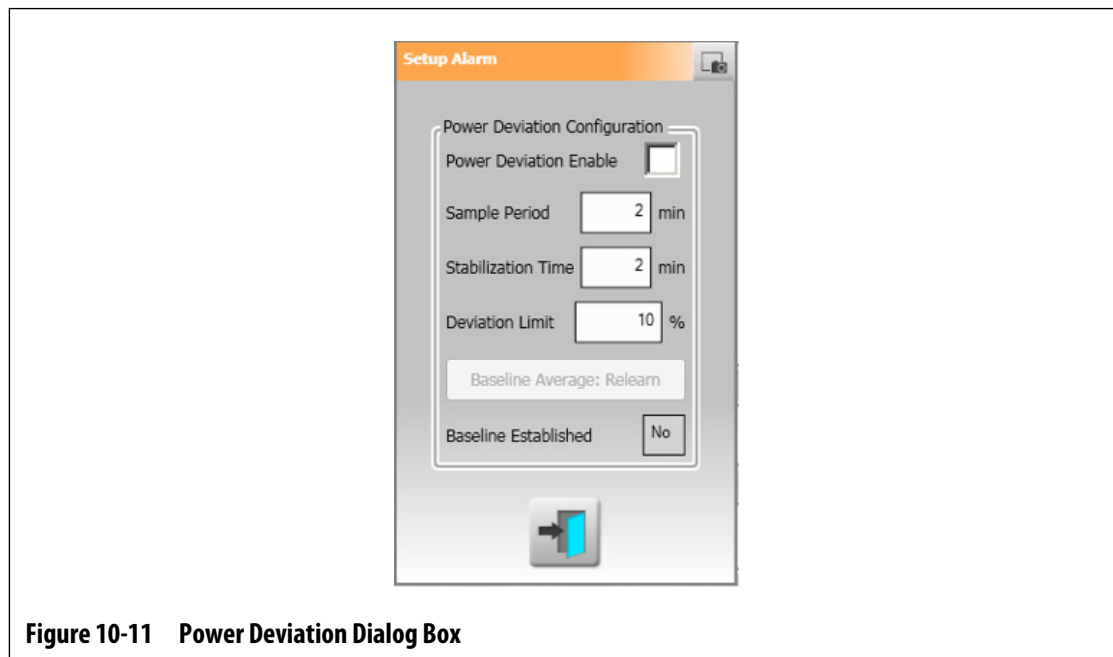 Setup Alarm
Power Deviation Configuration
Power Deviation Enable
Sample Period 2 min
Stabilization Time 2 min
Deviation Limit 10 %
Baseline Average: Relearn
Baseline Established No
Figure 10-11 Power Deviation Dialog Box